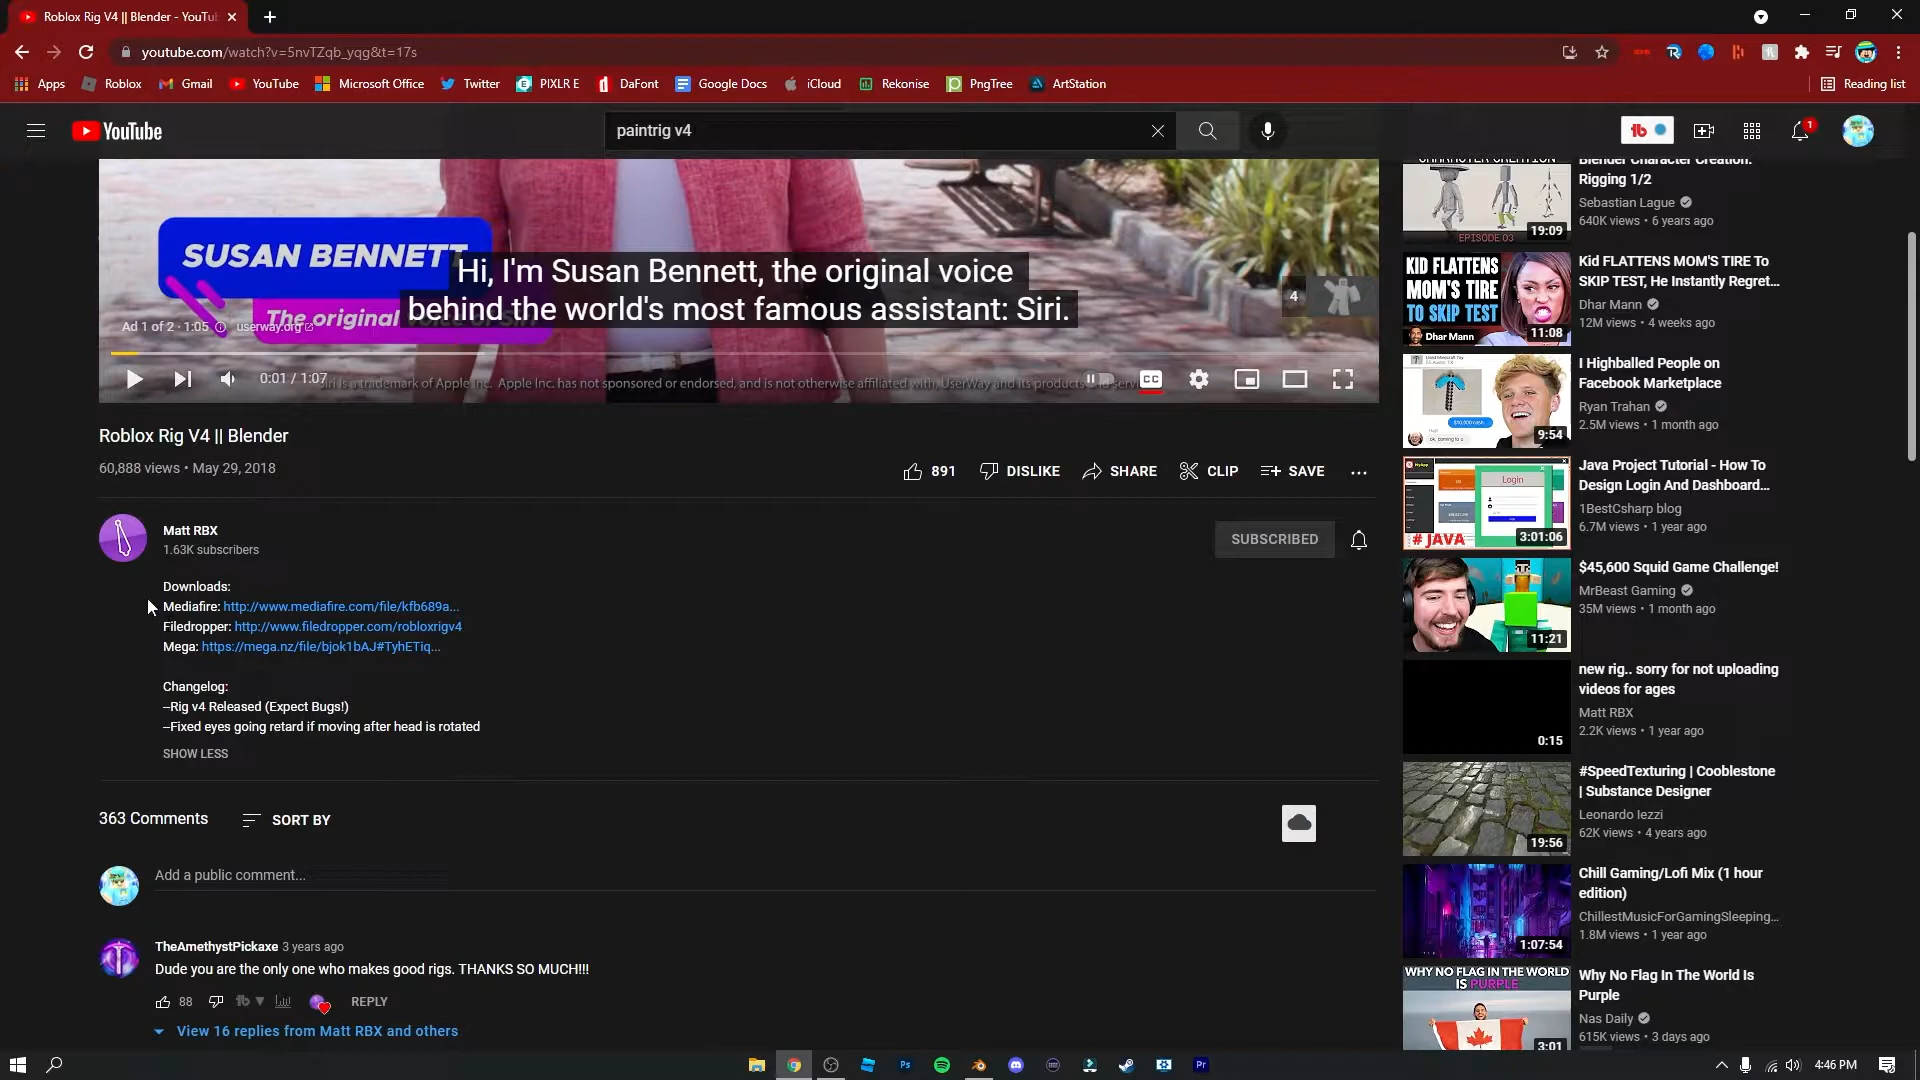 Roblox Rig V4 || Blender - YouTu
youtube.com/watch?v=5nvTZqb_yqg&t=17s
Apps Roblox Gmail YouTube Microsoft Office Twitter PIXLR E DaFont Google Docs iCloud Rekonise PngTree ArtStation Reading list
YouTube
paintrig v4
1
SUSAN BENNETT
The original
Hi, I'm Susan Bennett, the original voice
behind the world's most famous assistant: Siri.
4
Ad 1 of 2 · 1:05 userway.org
0:01 / 1:07
is a trademark of Apple Inc. Apple Inc. has not sponsored or endorsed, and is not otherwise affiliated with, UserWay and its products
CC
Roblox Rig V4 || Blender
60,888 views • May 29, 2018
891 DISLIKE SHARE CLIP SAVE
Matt RBX
1.63K subscribers
SUBSCRIBED
Downloads:
Mediafire: http://www.mediafire.com/file/kfb689a...
Filedropper: http://www.filedropper.com/robloxrigv4
Mega: https://mega.nz/file/bjok1bAJ#TyhETiq...
Changelog:
–Rig v4 Released (Expect Bugs!)
–Fixed eyes going retard if moving after head is rotated
SHOW LESS
363 Comments SORT BY
Add a public comment...
TheAmethystPickaxe 3 years ago
Dude you are the only one who makes good rigs. THANKS SO MUCH!!!
88 REPLY
View 16 replies from Matt RBX and others
Blender Character Creation:
Rigging 1/2
Sebastian Lague
640K views • 6 years ago
CHARACTER CREATION
EPISODE 03
19:09
KID FLATTENS
MOM'S TIRE
TO SKIP TEST
Dhar Mann
11:08
Kid FLATTENS MOM'S TIRE To
SKIP TEST, He Instantly Regret...
Dhar Mann
12M views • 4 weeks ago
9:54
I Highballed People on
Facebook Marketplace
Ryan Trahan
2.5M views • 1 month ago
Login
# JAVA
3:01:06
Java Project Tutorial - How To
Design Login And Dashboard...
1BestCsharp blog
6.7M views • 1 year ago
11:21
$45,600 Squid Game Challenge!
MrBeast Gaming
35M views • 1 month ago
0:15
new rig.. sorry for not uploading
videos for ages
Matt RBX
2.2K views • 1 year ago
19:56
#SpeedTexturing | Cooblestone
| Substance Designer
Leonardo Iezzi
62K views • 4 years ago
1:07:54
Chill Gaming/Lofi Mix (1 hour
edition)
ChillestMusicForGamingSleeping...
1.8M views • 1 year ago
WHY NO FLAG IN THE WORLD
IS PURPLE
3:01
Why No Flag In The World Is
Purple
Nas Daily
615K views • 3 days ago
Ps
Pr
4:46 PM